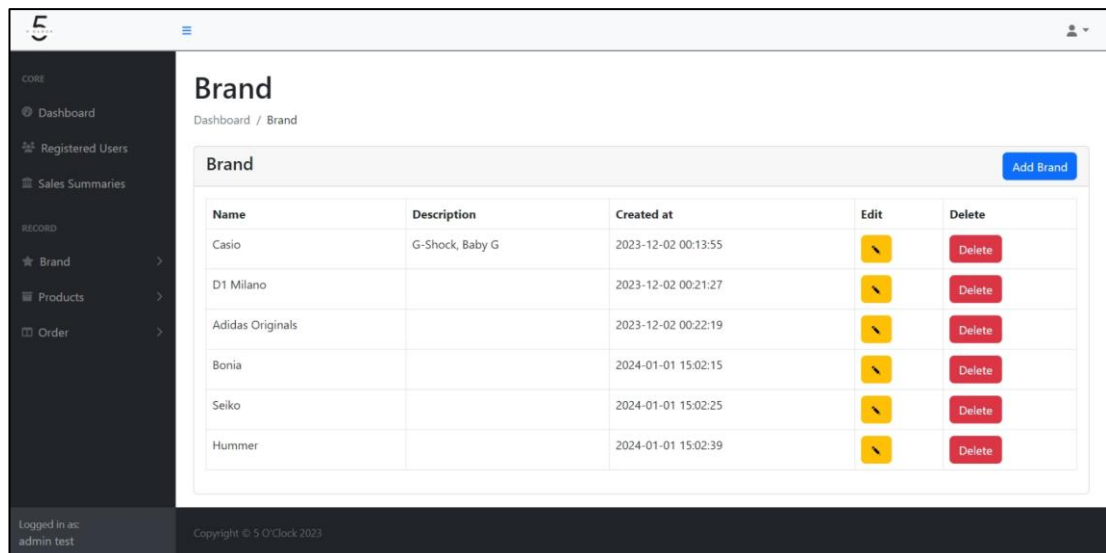 5
O CLOCK
CORE
Dashboard
Registered Users
Sales Summaries
RECORD
Brand
Products
Order
Logged in as:
admin test
Brand
Dashboard / Brand
Brand
Add Brand
Name Description Created at Edit Delete
Casio G-Shock, Baby G 2023-12-02 00:13:55 Delete
D1 Milano 2023-12-02 00:21:27 Delete
Adidas Originals 2023-12-02 00:22:19 Delete
Bonia 2024-01-01 15:02:15 Delete
Seiko 2024-01-01 15:02:25 Delete
Hummer 2024-01-01 15:02:39 Delete
Copyright © 5 O'Clock 2023